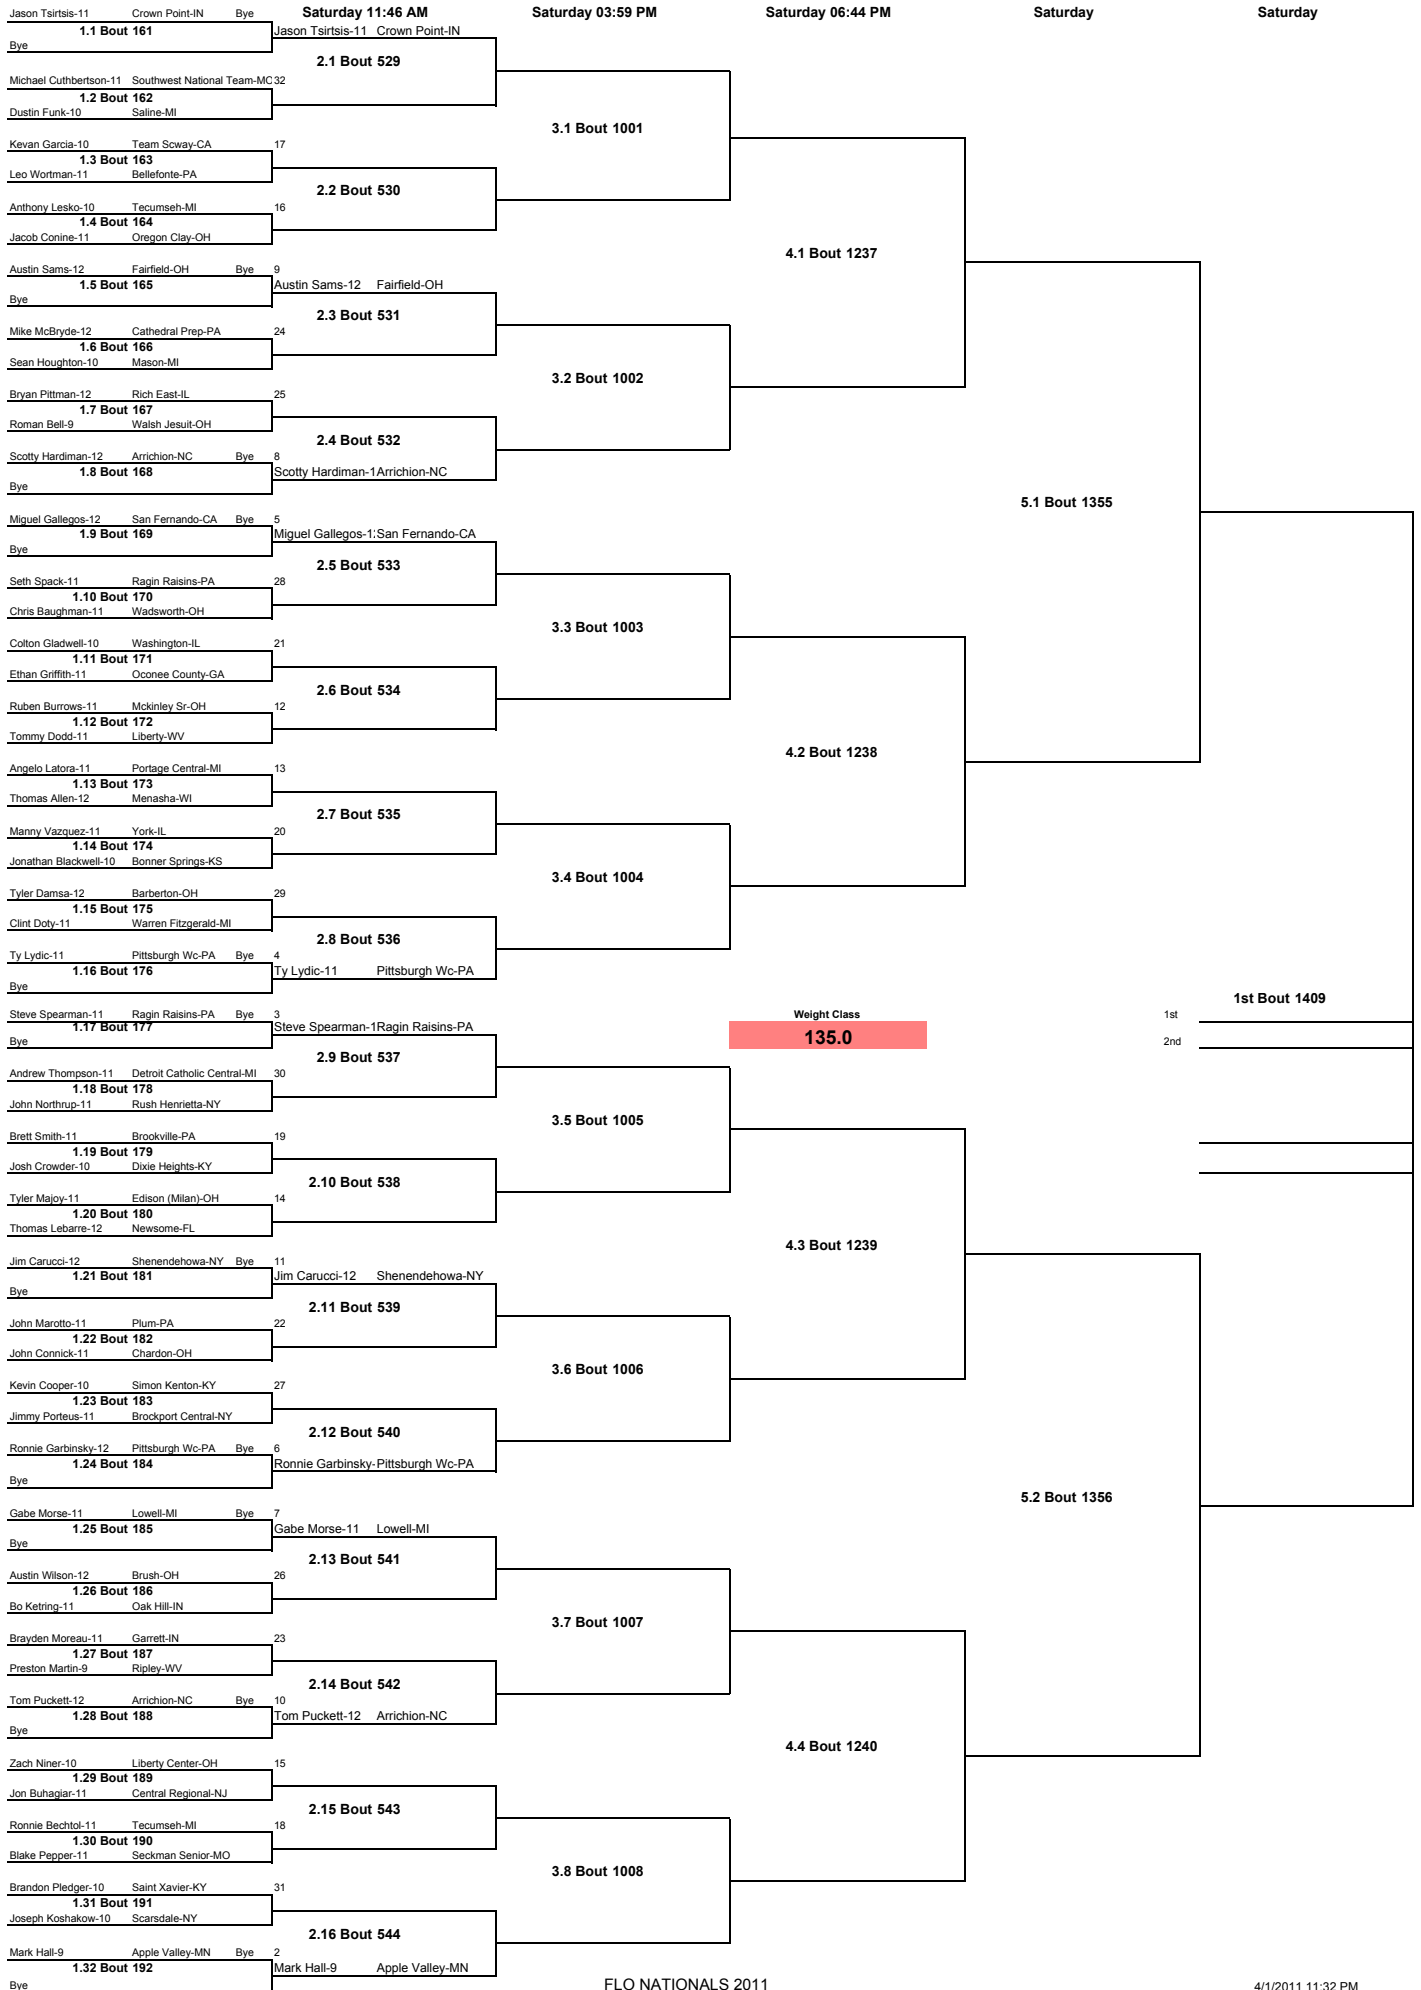 Saturday 11:46 AM Saturday 03:59 PM Saturday 06:44 PM Saturday Saturday
Jason Tsirtsis-11 Crown Point-IN Bye
1.1 Bout 161
Bye
Jason Tsirtsis-11 Crown Point-IN
2.1 Bout 529
Michael Cuthbertson-11 Southwest National Team-MO 32
1.2 Bout 162
Dustin Funk-10 Saline-MI
3.1 Bout 1001
Kevan Garcia-10 Team Scway-CA 17
1.3 Bout 163
Leo Wortman-11 Bellefonte-PA
2.2 Bout 530
Anthony Lesko-10 Tecumseh-MI 16
1.4 Bout 164
Jacob Conine-11 Oregon Clay-OH
4.1 Bout 1237
Austin Sams-12 Fairfield-OH Bye 9
1.5 Bout 165
Bye
Austin Sams-12 Fairfield-OH
2.3 Bout 531
Mike McBryde-12 Cathedral Prep-PA 24
1.6 Bout 166
Sean Houghton-10 Mason-MI
3.2 Bout 1002
Bryan Pittman-12 Rich East-IL 25
1.7 Bout 167
Roman Bell-9 Walsh Jesuit-OH
2.4 Bout 532
Scotty Hardiman-12 Arrichion-NC Bye 8
1.8 Bout 168
Bye
Scotty Hardiman-1 Arrichion-NC
5.1 Bout 1355
Miguel Gallegos-12 San Fernando-CA Bye 5
1.9 Bout 169
Bye
Miguel Gallegos-1 San Fernando-CA
2.5 Bout 533
Seth Spack-11 Ragin Raisins-PA 28
1.10 Bout 170
Chris Baughman-11 Wadsworth-OH
3.3 Bout 1003
Colton Gladwell-10 Washington-IL 21
1.11 Bout 171
Ethan Griffith-11 Oconee County-GA
2.6 Bout 534
Ruben Burrows-11 Mckinley Sr-OH 12
1.12 Bout 172
Tommy Dodd-11 Liberty-WV
4.2 Bout 1238
Angelo Latora-11 Portage Central-MI 13
1.13 Bout 173
Thomas Allen-12 Menasha-WI
2.7 Bout 535
Manny Vazquez-11 York-IL 20
1.14 Bout 174
Jonathan Blackwell-10 Bonner Springs-KS
3.4 Bout 1004
Tyler Damsa-12 Barberton-OH 29
1.15 Bout 175
Clint Doty-11 Warren Fitzgerald-MI
2.8 Bout 536
Ty Lydic-11 Pittsburgh Wc-PA Bye 4
1.16 Bout 176
Bye
Ty Lydic-11 Pittsburgh Wc-PA
1st Bout 1409
Steve Spearman-11 Ragin Raisins-PA Bye 3
1.17 Bout 177
Bye
Steve Spearman-1 Ragin Raisins-PA
Weight Class
135.0
1st
2nd
2.9 Bout 537
Andrew Thompson-11 Detroit Catholic Central-MI 30
1.18 Bout 178
John Northrup-11 Rush Henrietta-NY
3.5 Bout 1005
Brett Smith-11 Brookville-PA 19
1.19 Bout 179
Josh Crowder-10 Dixie Heights-KY
2.10 Bout 538
Tyler Majoy-11 Edison (Milan)-OH 14
1.20 Bout 180
Thomas Lebarre-12 Newsome-FL
4.3 Bout 1239
Jim Carucci-12 Shenendehowa-NY Bye 11
1.21 Bout 181
Bye
Jim Carucci-12 Shenendehowa-NY
2.11 Bout 539
John Marotto-11 Plum-PA 22
1.22 Bout 182
John Connick-11 Chardon-OH
3.6 Bout 1006
Kevin Cooper-10 Simon Kenton-KY 27
1.23 Bout 183
Jimmy Porteus-11 Brockport Central-NY
2.12 Bout 540
Ronnie Garbinsky-12 Pittsburgh Wc-PA Bye 6
1.24 Bout 184
Bye
Ronnie Garbinsky- Pittsburgh Wc-PA
5.2 Bout 1356
Gabe Morse-11 Lowell-MI Bye 7
1.25 Bout 185
Bye
Gabe Morse-11 Lowell-MI
2.13 Bout 541
Austin Wilson-12 Brush-OH 26
1.26 Bout 186
Bo Ketring-11 Oak Hill-IN
3.7 Bout 1007
Brayden Moreau-11 Garrett-IN 23
1.27 Bout 187
Preston Martin-9 Ripley-WV
2.14 Bout 542
Tom Puckett-12 Arrichion-NC Bye 10
1.28 Bout 188
Bye
Tom Puckett-12 Arrichion-NC
4.4 Bout 1240
Zach Niner-10 Liberty Center-OH 15
1.29 Bout 189
Jon Buhagiar-11 Central Regional-NJ
2.15 Bout 543
Ronnie Bechtol-11 Tecumseh-MI 18
1.30 Bout 190
Blake Pepper-11 Seckman Senior-MO
3.8 Bout 1008
Brandon Pledger-10 Saint Xavier-KY 31
1.31 Bout 191
Joseph Koshakow-10 Scarsdale-NY
2.16 Bout 544
Mark Hall-9 Apple Valley-MN Bye 2
1.32 Bout 192
Bye
Mark Hall-9 Apple Valley-MN
FLO NATIONALS 2011
4/1/2011 11:32 PM